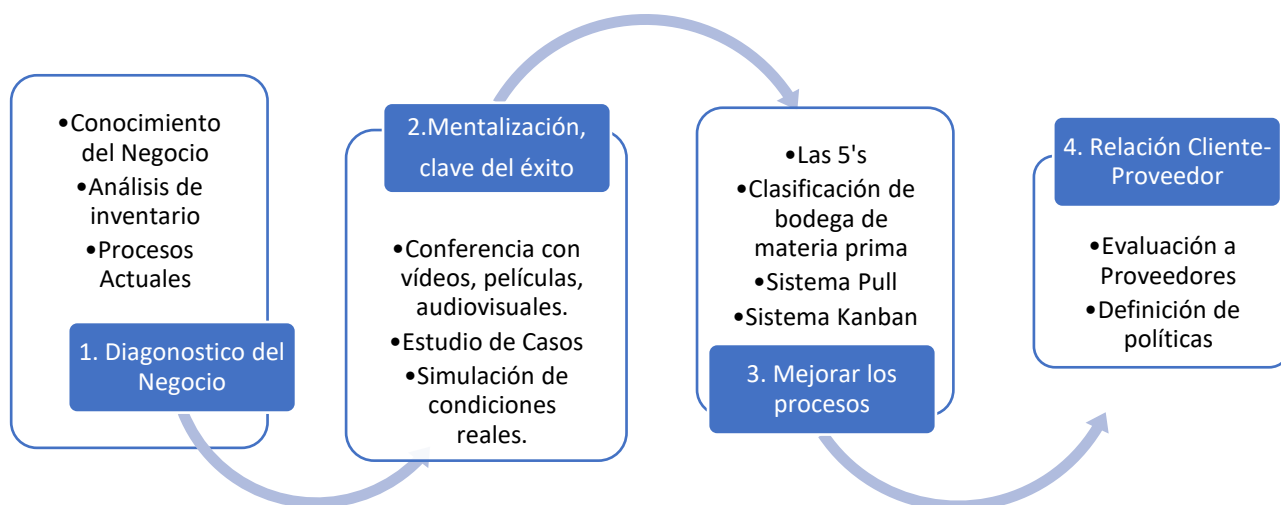 •Conocimiento
del Negocio
•Análisis de
inventario
•Procesos
Actuales
1. Diagonostico del
Negocio
2.Mentalización,
clave del éxito
•Conferencia con
vídeos, películas,
audiovisuales.
•Estudio de Casos
•Simulación de
condiciones
reales.
•Las 5's
•Clasificación de
bodega de
materia prima
•Sistema Pull
•Sistema Kanban
3. Mejorar los
procesos
4. Relación Cliente-
Proveedor
•Evaluación a
Proveedores
•Definición de
políticas